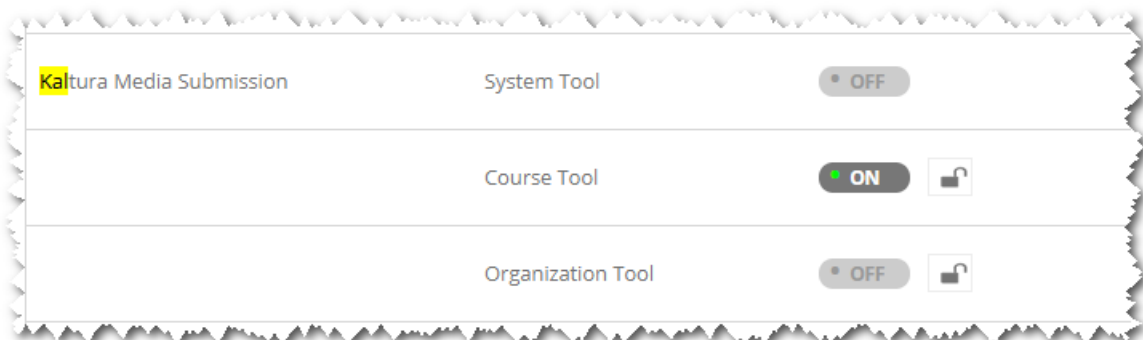 Kaltura Media Submission System Tool OFF
Course Tool ON
Organization Tool OFF